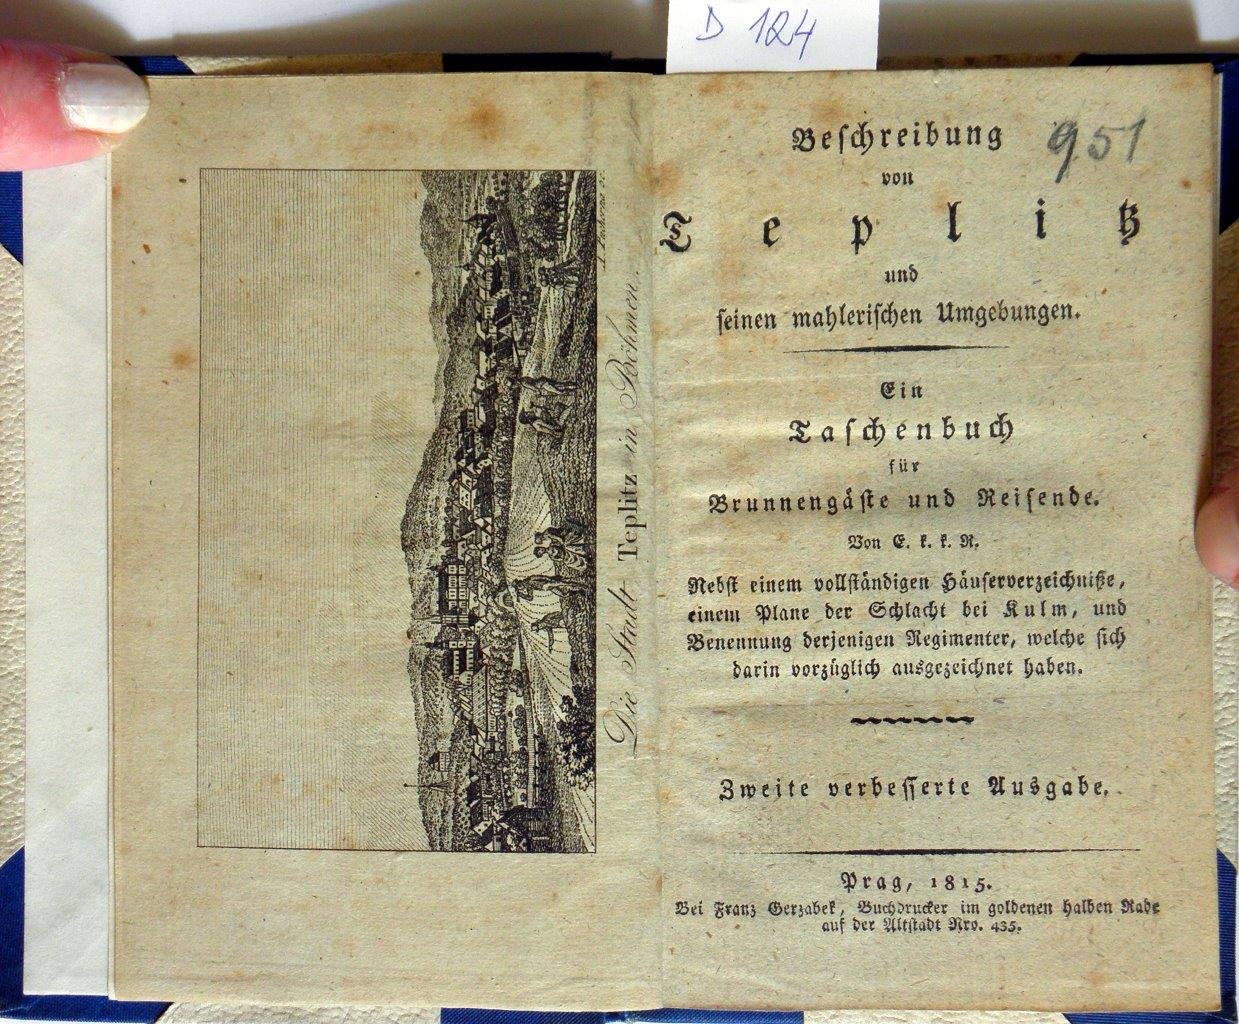 D 124
951
Die Stadt Teplitz in Böhmen.
Beſchreibung
von
Teplitz
und
ſeinen mahleriſchen Umgebungen.
Ein
Taſchenbuch
für
Brunnengäſte und Reiſende.
Von E. k. k. R.
Nebſt einem vollſtändigen Häuſerverzeichniße,
einem Plane der Schlacht bei Kulm, und
Benennung derjenigen Regimenter, welche ſich
darin vorzüglich ausgezeichnet haben.
Zweite verbeſſerte Ausgabe.
Prag, 1815.
Bei Franz Gerzabek, Buchdrucker im goldenen halben Rade
auf der Altſtadt Nro. 435.